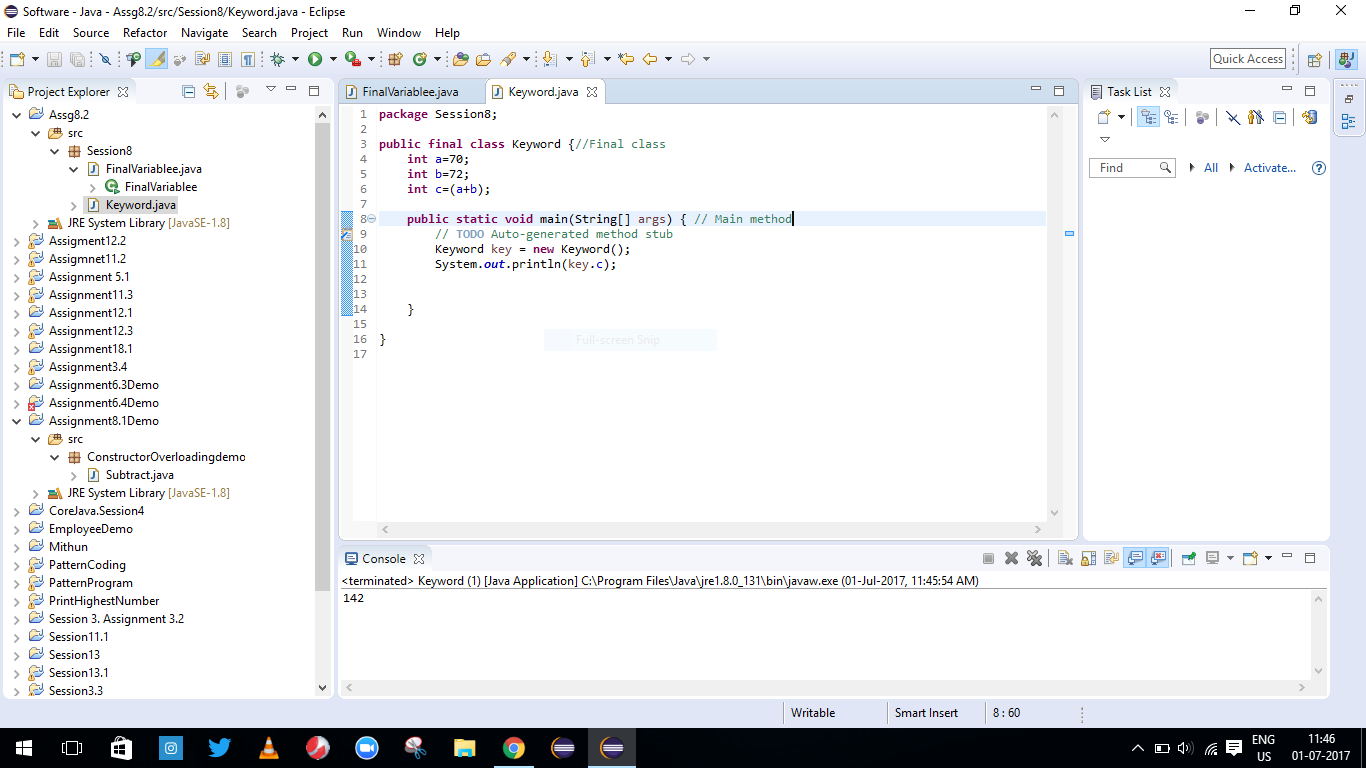 Software - Java - Assg8.2/src/Session8/Keyword.java - Eclipse
File Edit Source Refactor Navigate Search Project Run Window Help
Quick Access
Project Explorer
Assg8.2
src
Session8
FinalVariablee.java
FinalVariablee
Keyword.java
JRE System Library [JavaSE-1.8]
Assigment12.2
Assigmnet11.2
Assignment 5.1
Assignment11.3
Assignment12.1
Assignment12.3
Assignment18.1
Assignment3.4
Assignment6.3Demo
Assignment6.4Demo
Assignment8.1Demo
src
ConstructorOverloadingdemo
Subtract.java
JRE System Library [JavaSE-1.8]
CoreJava.Session4
EmployeeDemo
Mithun
PatternCoding
PatternProgram
PrintHighestNumber
Session 3. Assignment 3.2
Session11.1
Session13
Session13.1
Session3.3
FinalVariablee.java Keyword.java
1 package Session8;
2
3 public final class Keyword {//Final class
4 int a=70;
5 int b=72;
6 int c=(a+b);
7
8 public static void main(String[] args) { // Main method
9 // TODO Auto-generated method stub
10 Keyword key = new Keyword();
11 System.out.println(key.c);
12
13
14 }
15
16 }
17
Full-screen Snip
Task List
Find All Activate...
Console
<terminated> Keyword (1) [Java Application] C:\Program Files\Java\jre1.8.0_131\bin\javaw.exe (01-Jul-2017, 11:45:54 AM)
142
Writable Smart Insert 8 : 60
ENG
US
11:46
01-07-2017